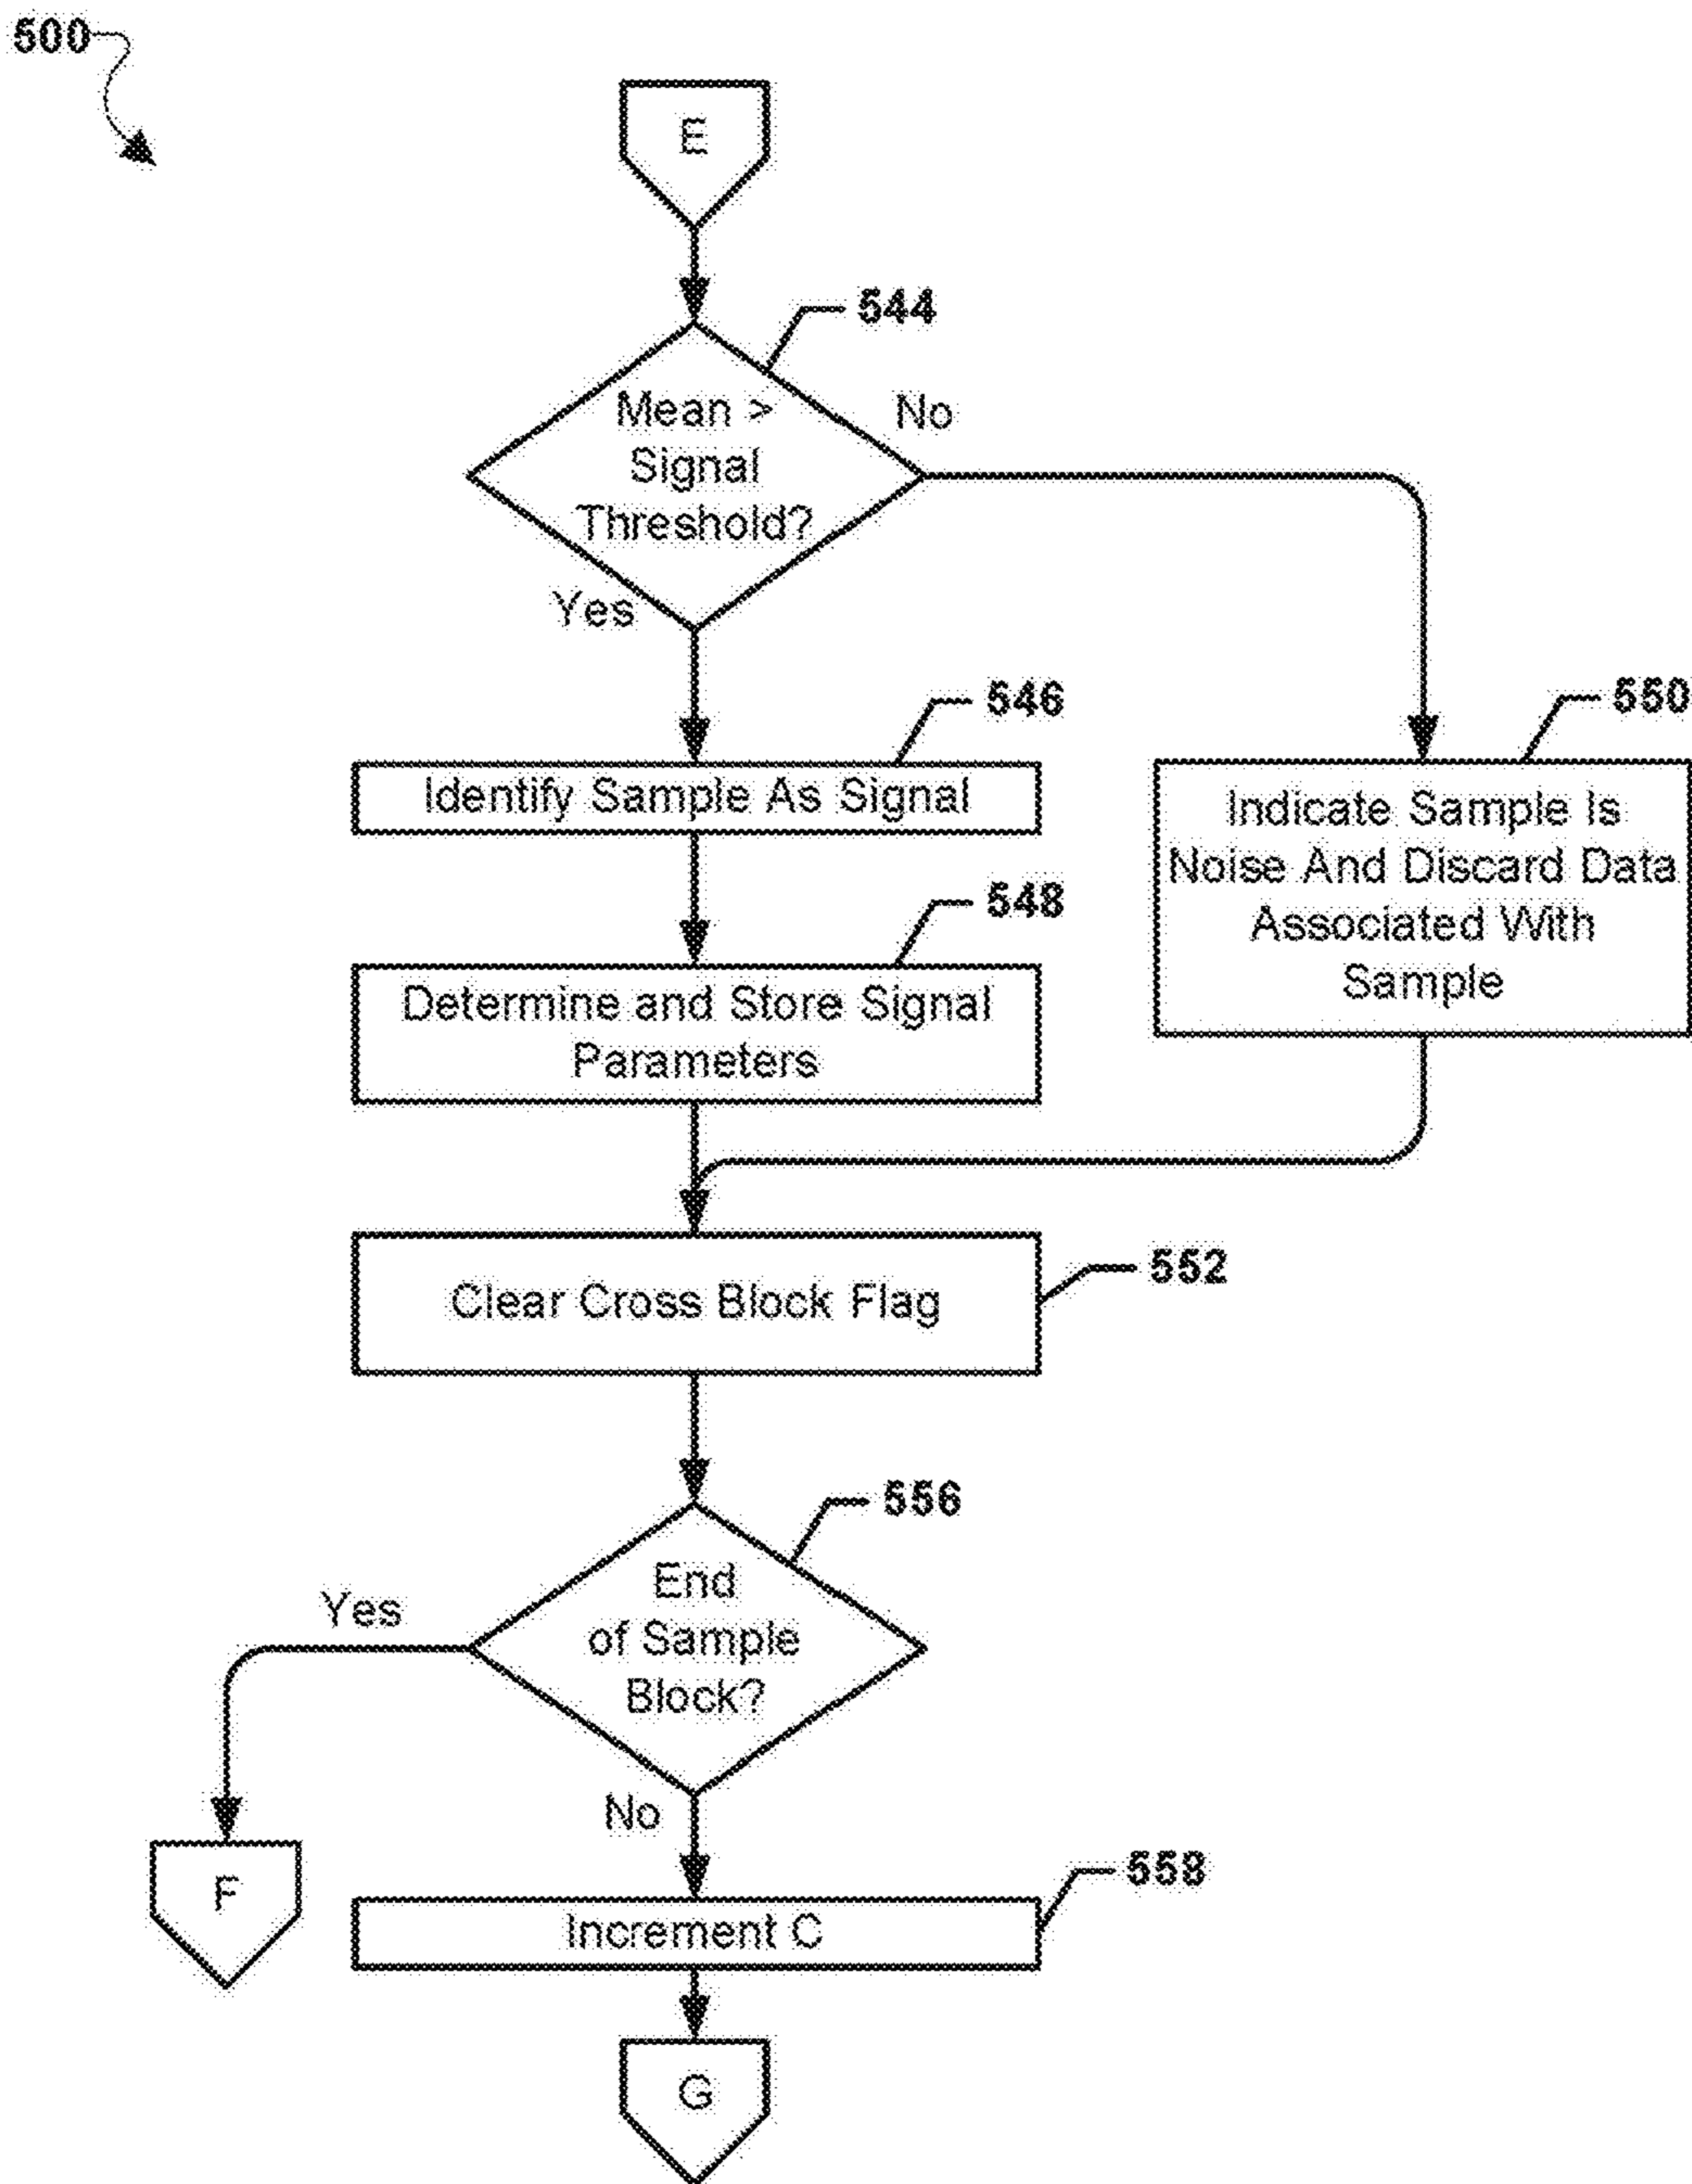 500
E
544
Mean >
Signal
Threshold?
No
Yes
546
Identify Sample As Signal
550
Indicate Sample Is
Noise And Discard Data
Associated With
Sample
548
Determine and Store Signal
Parameters
552
Clear Cross Block Flag
556
End
of Sample
Block?
Yes
No
F
558
Increment C
G